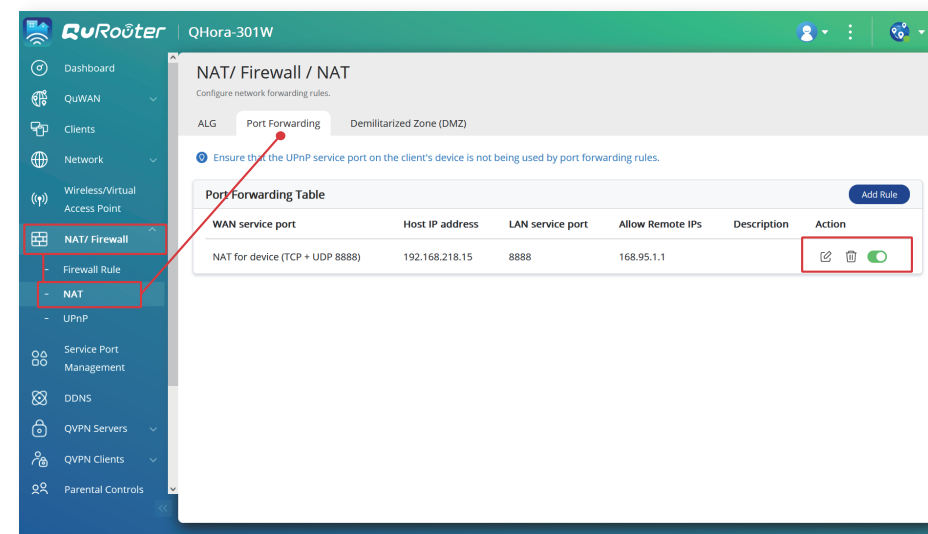 QuRoûter | QHora-301W
Dashboard
QuWAN
Clients
Network
Wireless/Virtual
Access Point
NAT/ Firewall
- Firewall Rule
- NAT
- UPnP
Service Port
Management
DDNS
QVPN Servers
QVPN Clients
Parental Controls
NAT/ Firewall / NAT
Configure network forwarding rules.
ALG Port Forwarding Demilitarized Zone (DMZ)
Ensure that the UPnP service port on the client's device is not being used by port forwarding rules.
Port Forwarding Table Add Rule
WAN service port Host IP address LAN service port Allow Remote IPs Description Action
NAT for device (TCP + UDP 8888) 192.168.218.15 8888 168.95.1.1